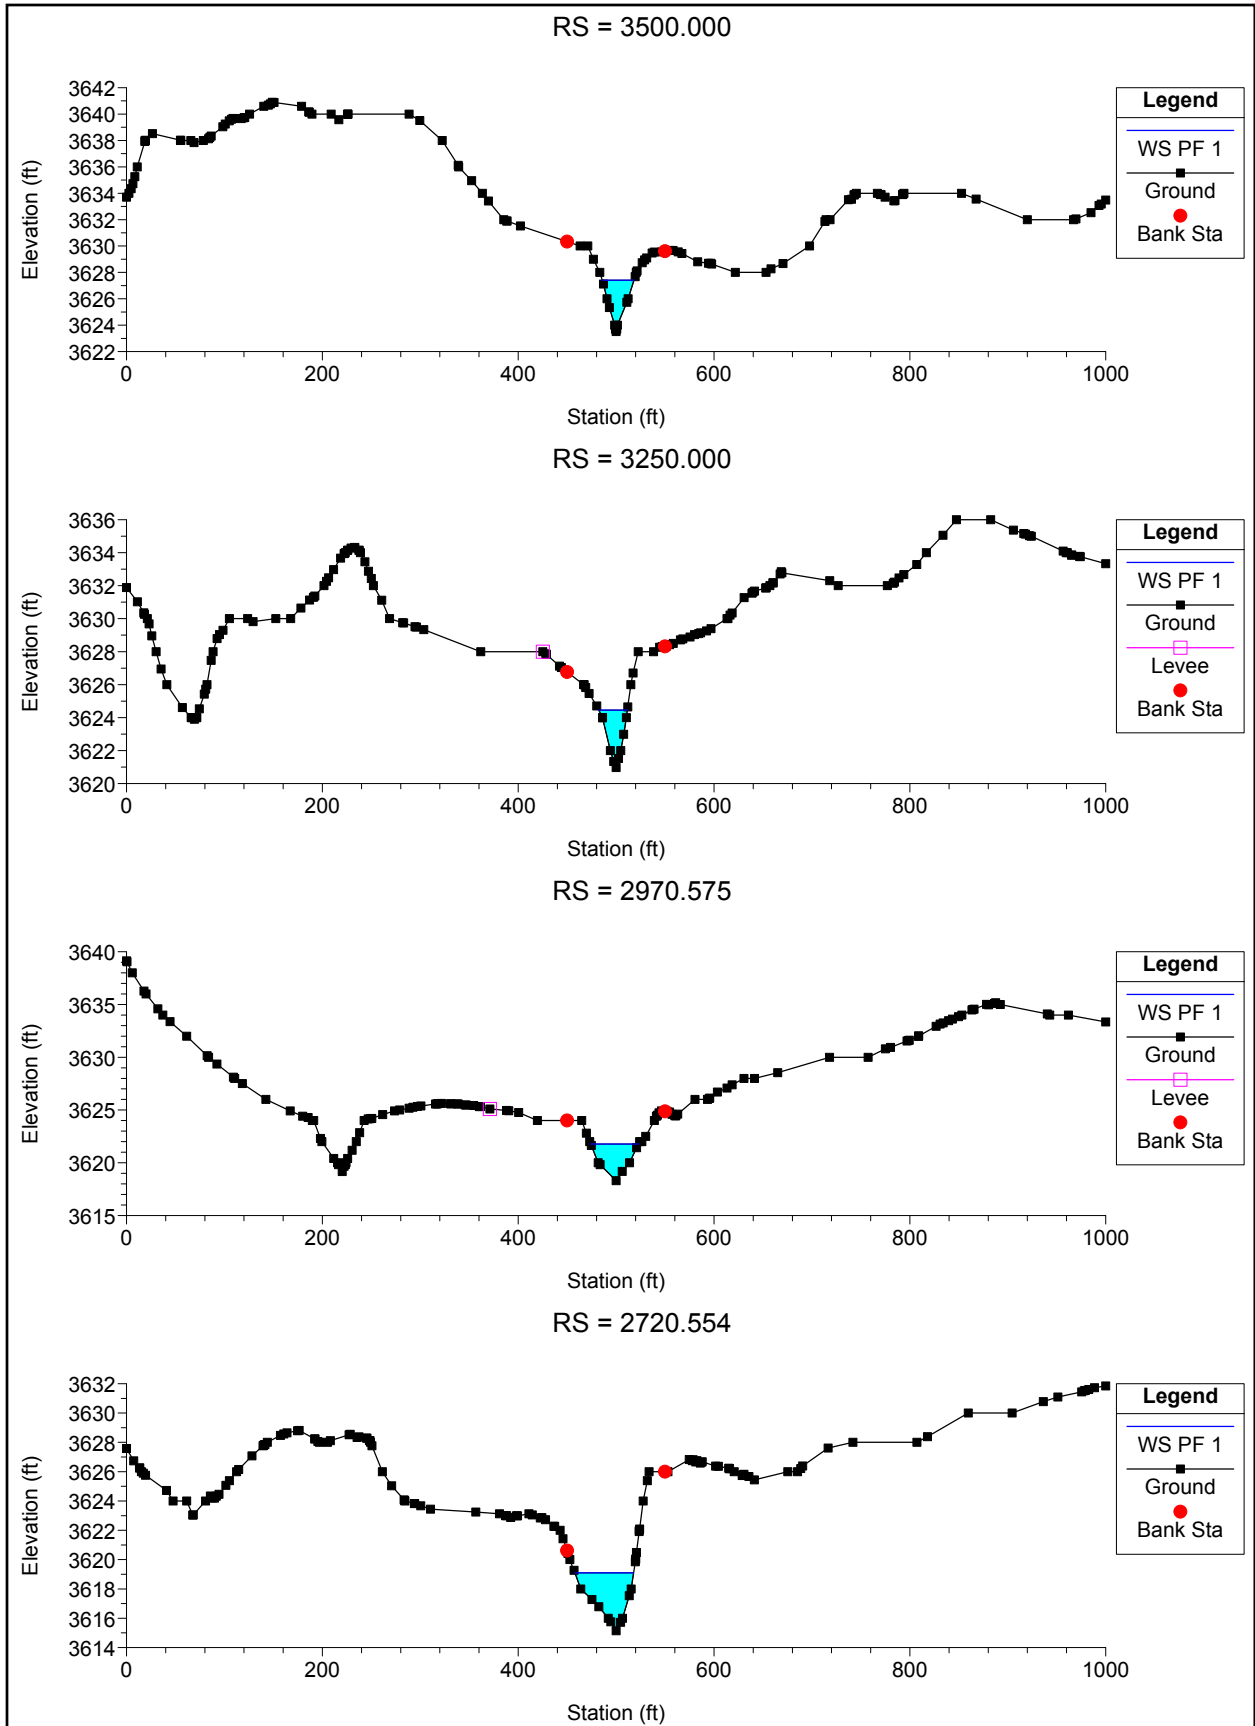 RS = 3500.000
3642
3640
3638
3636
3634
3632
3630
3628
3626
3624
3622
Elevation (ft)
0 200 400 600 800 1000
Station (ft)
Legend
WS PF 1
Ground
Bank Sta
RS = 3250.000
3636
3634
3632
3630
3628
3626
3624
3622
3620
Elevation (ft)
0 200 400 600 800 1000
Station (ft)
Legend
WS PF 1
Ground
Levee
Bank Sta
RS = 2970.575
3640
3635
3630
3625
3620
3615
Elevation (ft)
0 200 400 600 800 1000
Station (ft)
Legend
WS PF 1
Ground
Levee
Bank Sta
RS = 2720.554
3632
3630
3628
3626
3624
3622
3620
3618
3616
3614
Elevation (ft)
0 200 400 600 800 1000
Station (ft)
Legend
WS PF 1
Ground
Bank Sta